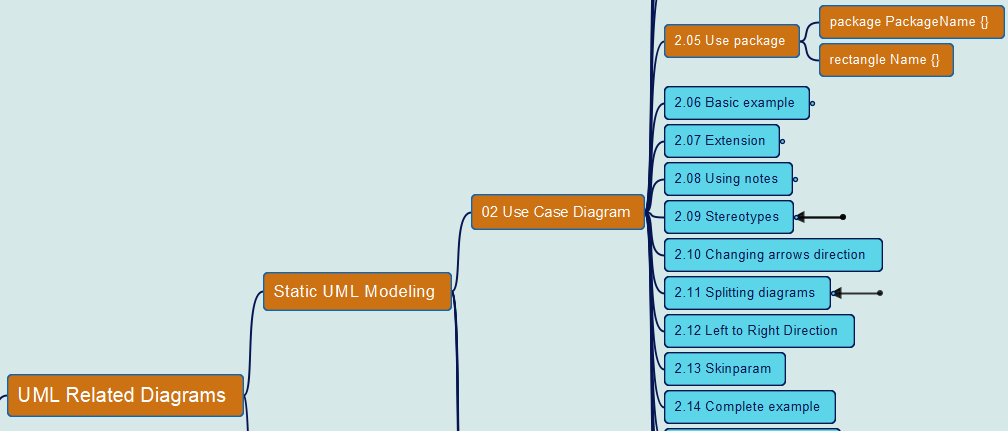 package PackageName {}
2.05 Use package
rectangle Name {}
2.06 Basic example
2.07 Extension
2.08 Using notes
02 Use Case Diagram
2.09 Stereotypes
2.10 Changing arrows direction
Static UML Modeling
2.11 Splitting diagrams
2.12 Left to Right Direction
2.13 Skinparam
UML Related Diagrams
2.14 Complete example